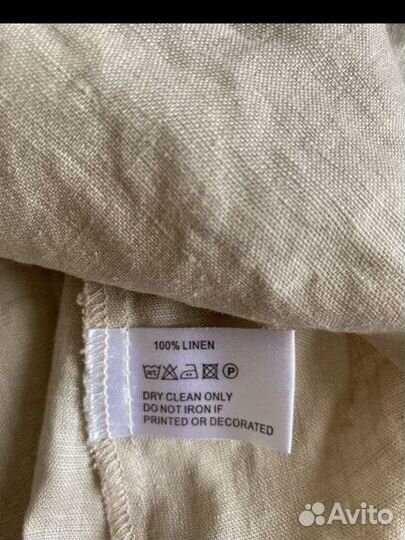 100% LINEN
DRY CLEAN ONLY
DO NOT IRON IF
PRINTED OR DECORATED
Avito